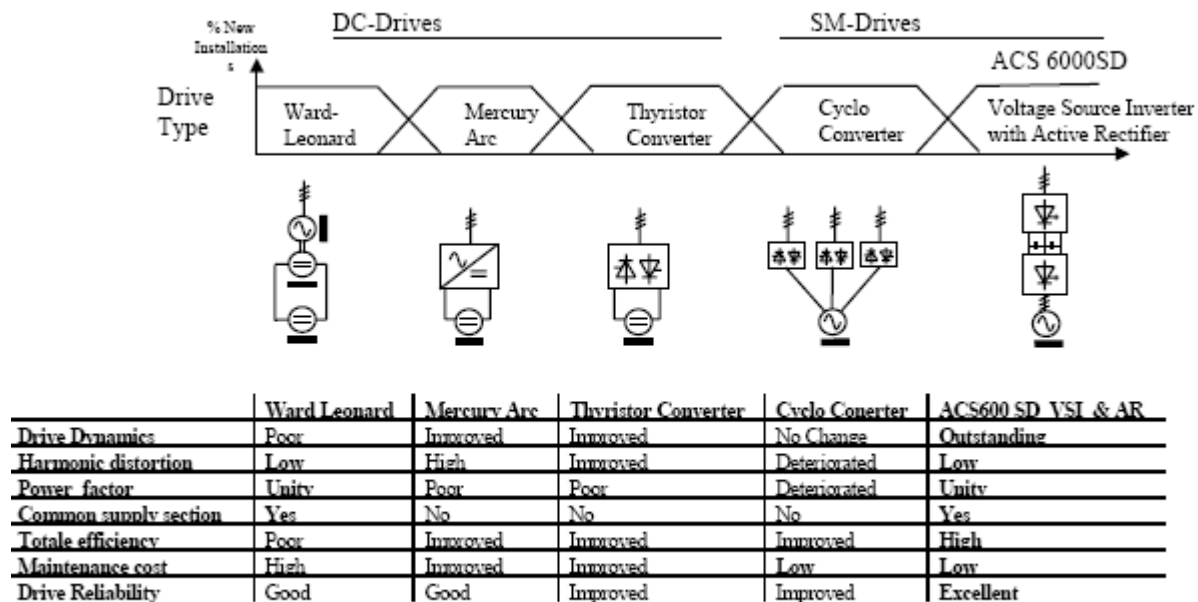 % New
Installation
s
DC-Drives
SM-Drives
ACS 6000SD
Drive
Type
Ward-
Leonard
Mercury
Arc
Thyristor
Converter
Cyclo
Converter
Voltage Source Inverter
with Active Rectifier
Ward Leonard Mercury Arc Thyristor Converter Cyclo Conerter ACS600 SD VSI & AR
Drive Dynamics Poor Improved Improved No Change Outstanding
Harmonic distortion Low High Improved Deteriorated Low
Power factor Unity Poor Poor Deteriorated Unity
Common supply section Yes No No No Yes
Totale efficiency Poor Improved Improved Improved High
Maintenance cost High Improved Improved Low Low
Drive Reliability Good Good Improved Improved Excellent